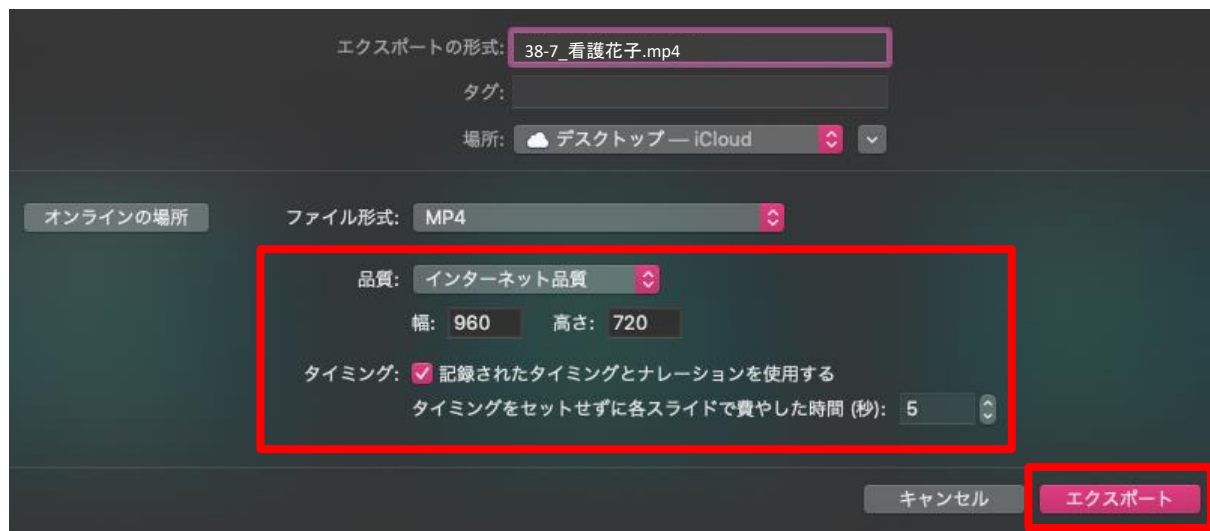 エクスポートの形式: 38-7_看護花子.mp4
タグ:
場所: デスクトップ — iCloud
オンラインの場所 ファイル形式: MP4
品質: インターネット品質
幅: 960 高さ: 720
タイミング: 記録されたタイミングとナレーションを使用する
タイミングをセットせずに各スライドで費やした時間 (秒): 5
キャンセル エクスポート